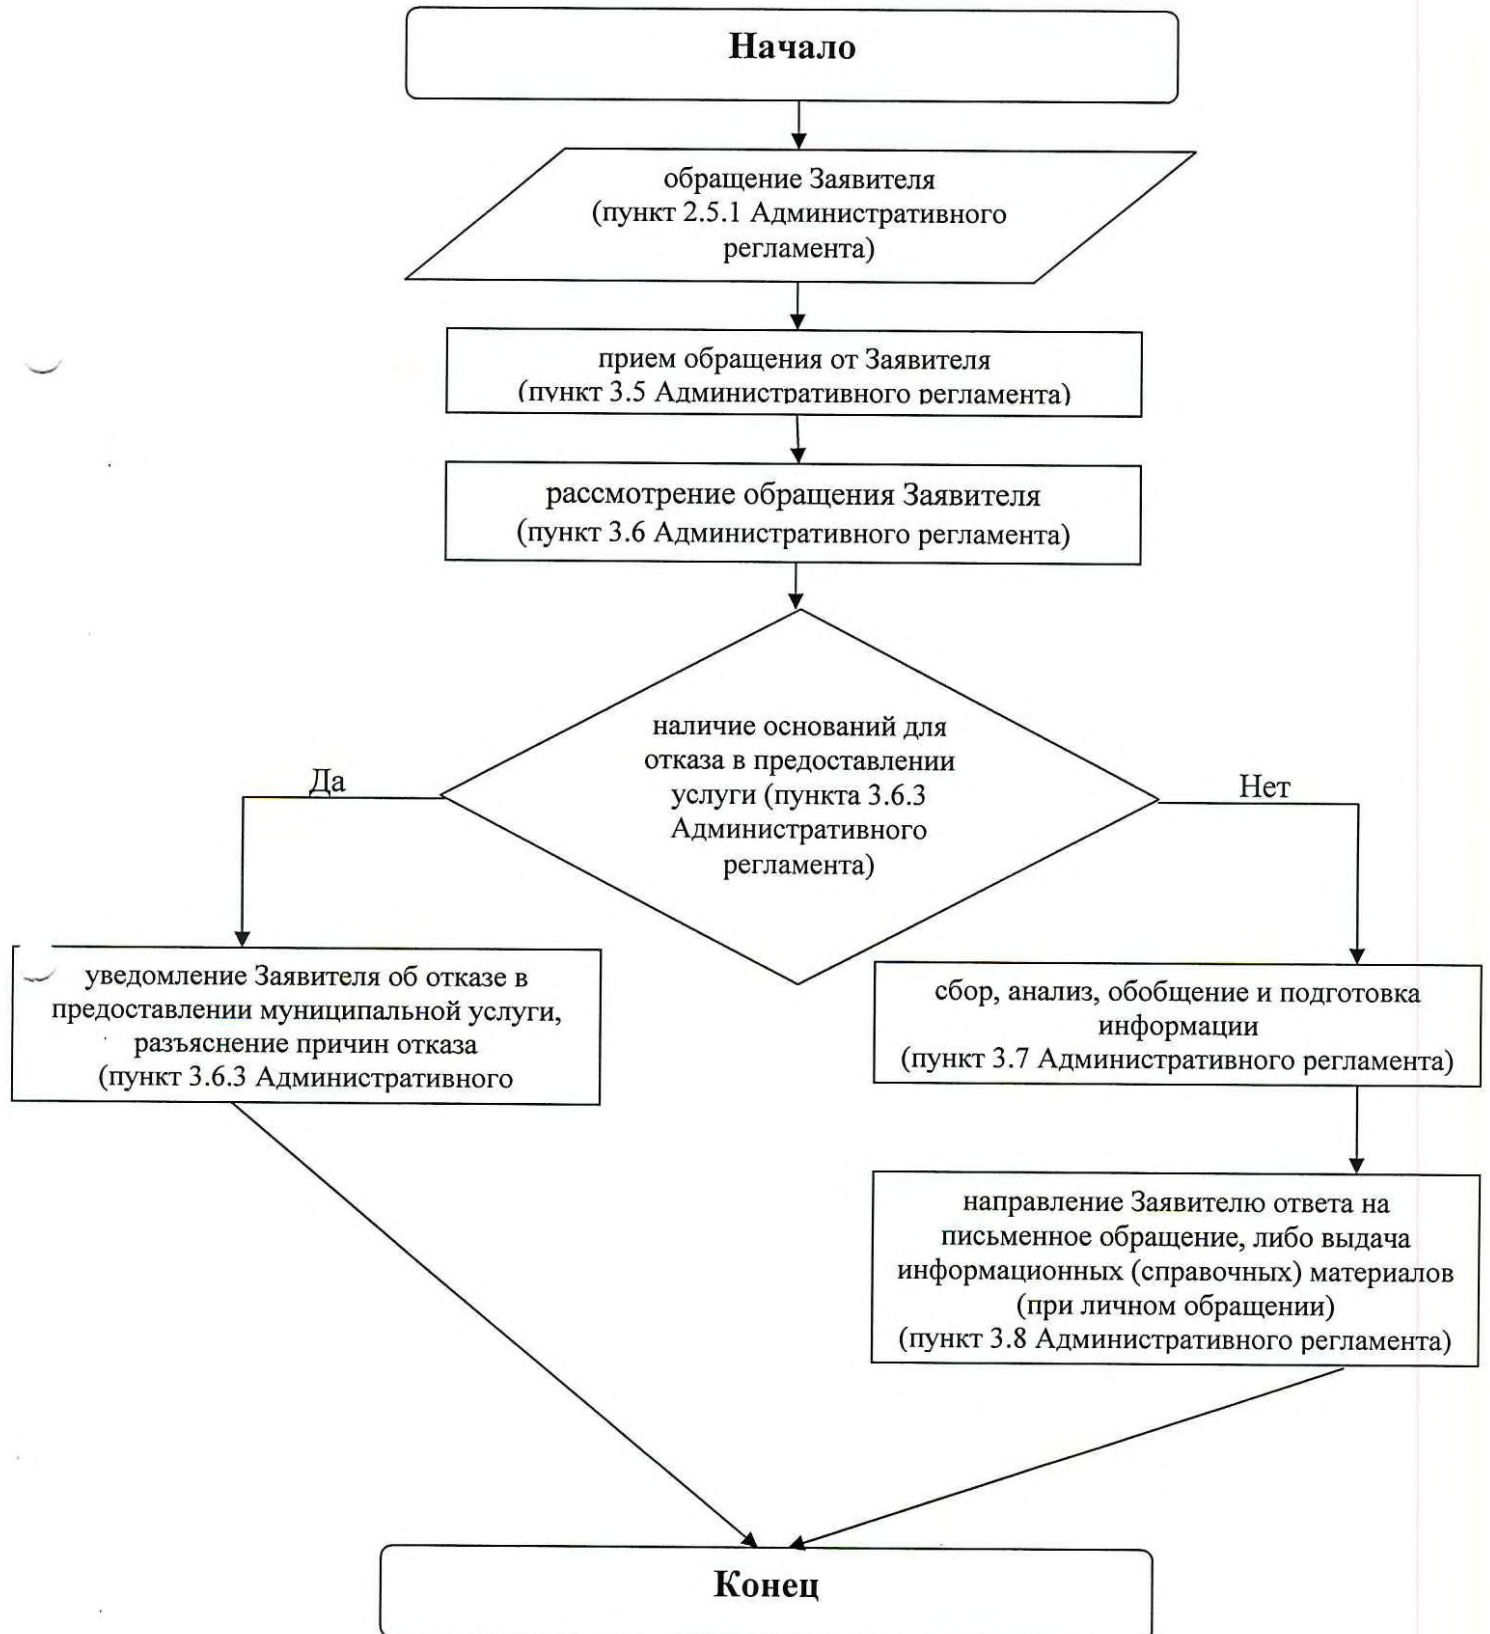 Начало
обращение Заявителя
(пункт 2.5.1 Административного
регламента)
прием обращения от Заявителя
(пункт 3.5 Административного регламента)
рассмотрение обращения Заявителя
(пункт 3.6 Административного регламента)
наличие оснований для
отказа в предоставлении
услуги (пункта 3.6.3
Административного
регламента)
Да
Нет
уведомление Заявителя об отказе в
предоставлении муниципальной услуги,
разъяснение причин отказа
(пункт 3.6.3 Административного
сбор, анализ, обобщение и подготовка
информации
(пункт 3.7 Административного регламента)
направление Заявителю ответа на
письменное обращение, либо выдача
информационных (справочных) материалов
(при личном обращении)
(пункт 3.8 Административного регламента)
Конец